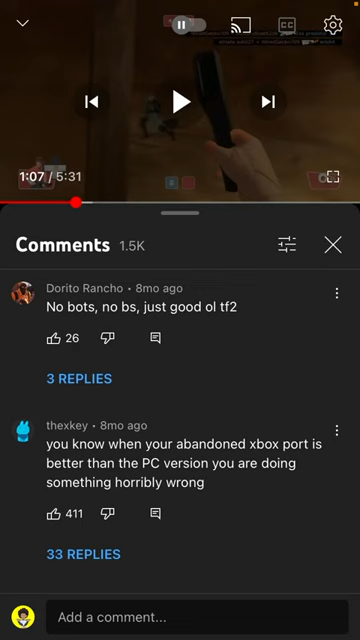 CC
1:07 / 5:31
Comments 1.5K
Dorito Rancho • 8mo ago
No bots, no bs, just good ol tf2
26
3 REPLIES
thexkey • 8mo ago
you know when your abandoned xbox port is
better than the PC version you are doing
something horribly wrong
411
33 REPLIES
Add a comment...